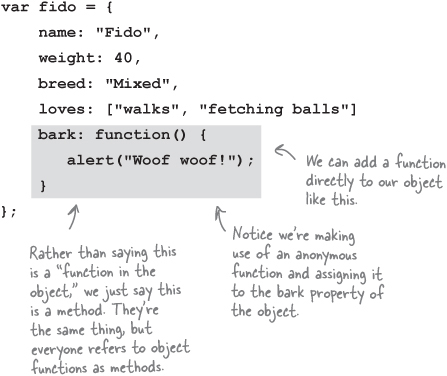 var fido = {
name: "Fido",
weight: 40,
breed: "Mixed",
loves: ["walks", "fetching balls"]
bark: function() {
alert("Woof woof!");
}
};
We can add a function
directly to our object
like this.
Rather than saying this
is a “function in the
object,” we just say this
is a method. They're
the same thing, but
everyone refers to object
functions as methods.
Notice we're making
use of an anonymous
function and assigning it
to the bark property of
the object.